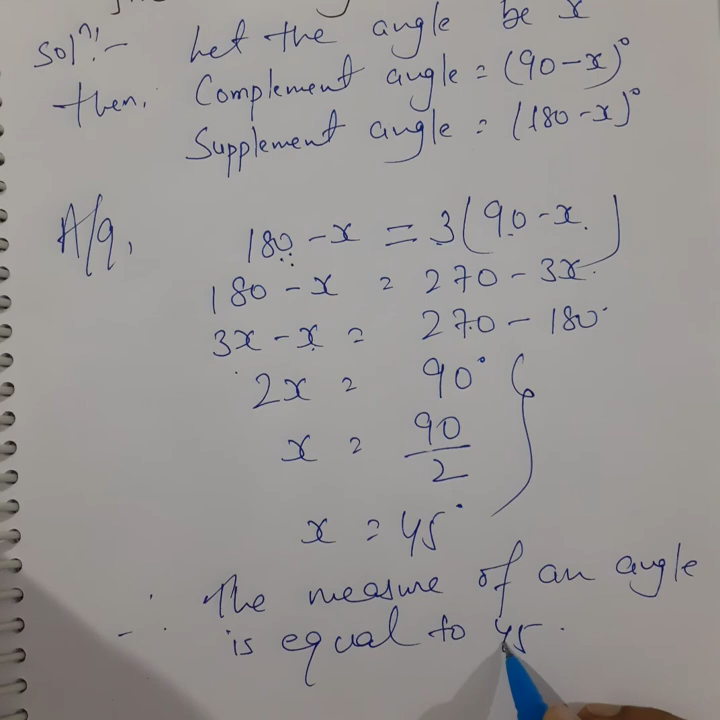 Solⁿ:- Let the angle be x
then, Complement angle = (90-x)°
Supplement angle = (180-x)°
A/q, 180-x = 3(90-x)
180-x = 270-3x
3x-x = 270-180
2x = 90°
x = 90/2
x = 45°
∴ The measure of an angle
is equal to 45.